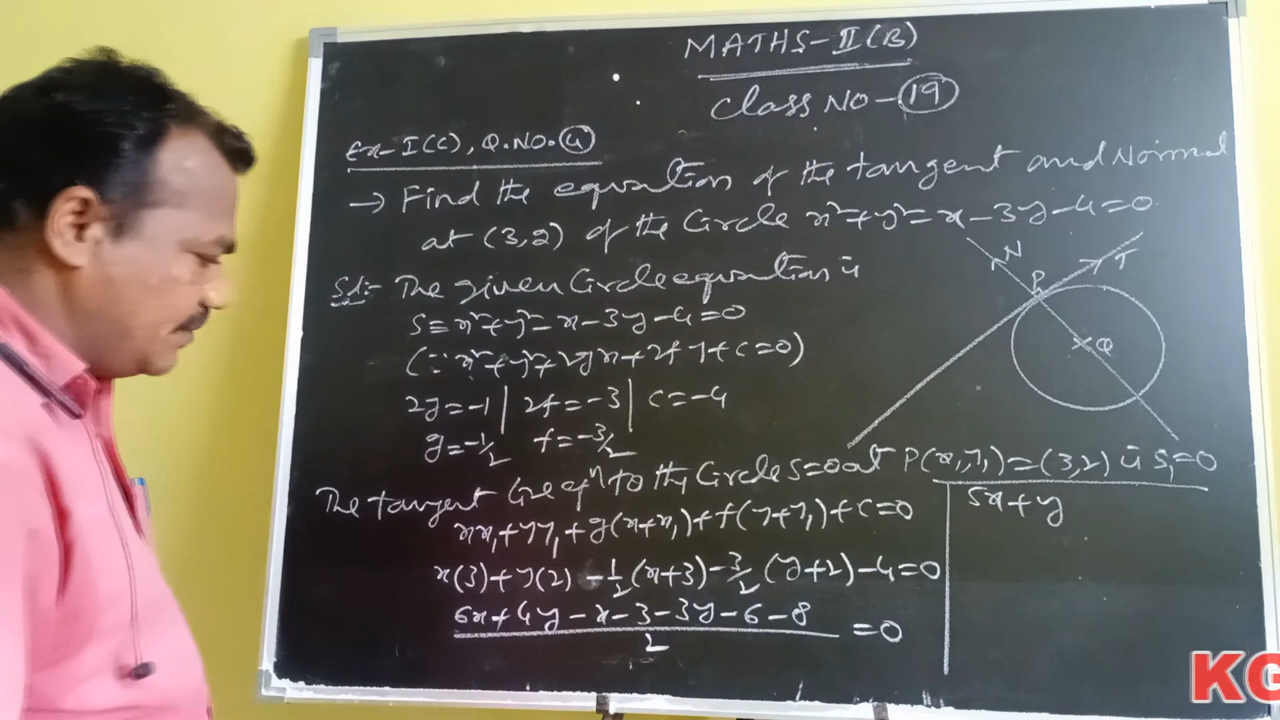 MATHS-II(B)
Class NO-19
Ex-I(C), Q.NO.4
→ Find the equation of the tangent and Normal
at (3,2) of the Circle x²+y²-x-3y-4=0
Sol:- The given Circle equation is
S≡x²+y²-x-3y-4=0
(∵ x²+y²+2gx+2fy+c=0)
2g=-1 | 2f=-3 | c=-4
g=-1/2 f=-3/2
N
P
T
Q
The tangent line eqn to the Circle S=0 at P(x₁,y₁)=(3,2) is S₁=0
xx₁+yy₁+g(x+x₁)+f(y+y₁)+c=0
x(3)+y(2)-1/2(x+3)-3/2(y+2)-4=0
6x+4y-x-3-3y-6-8
2
=0
5x+y
KG